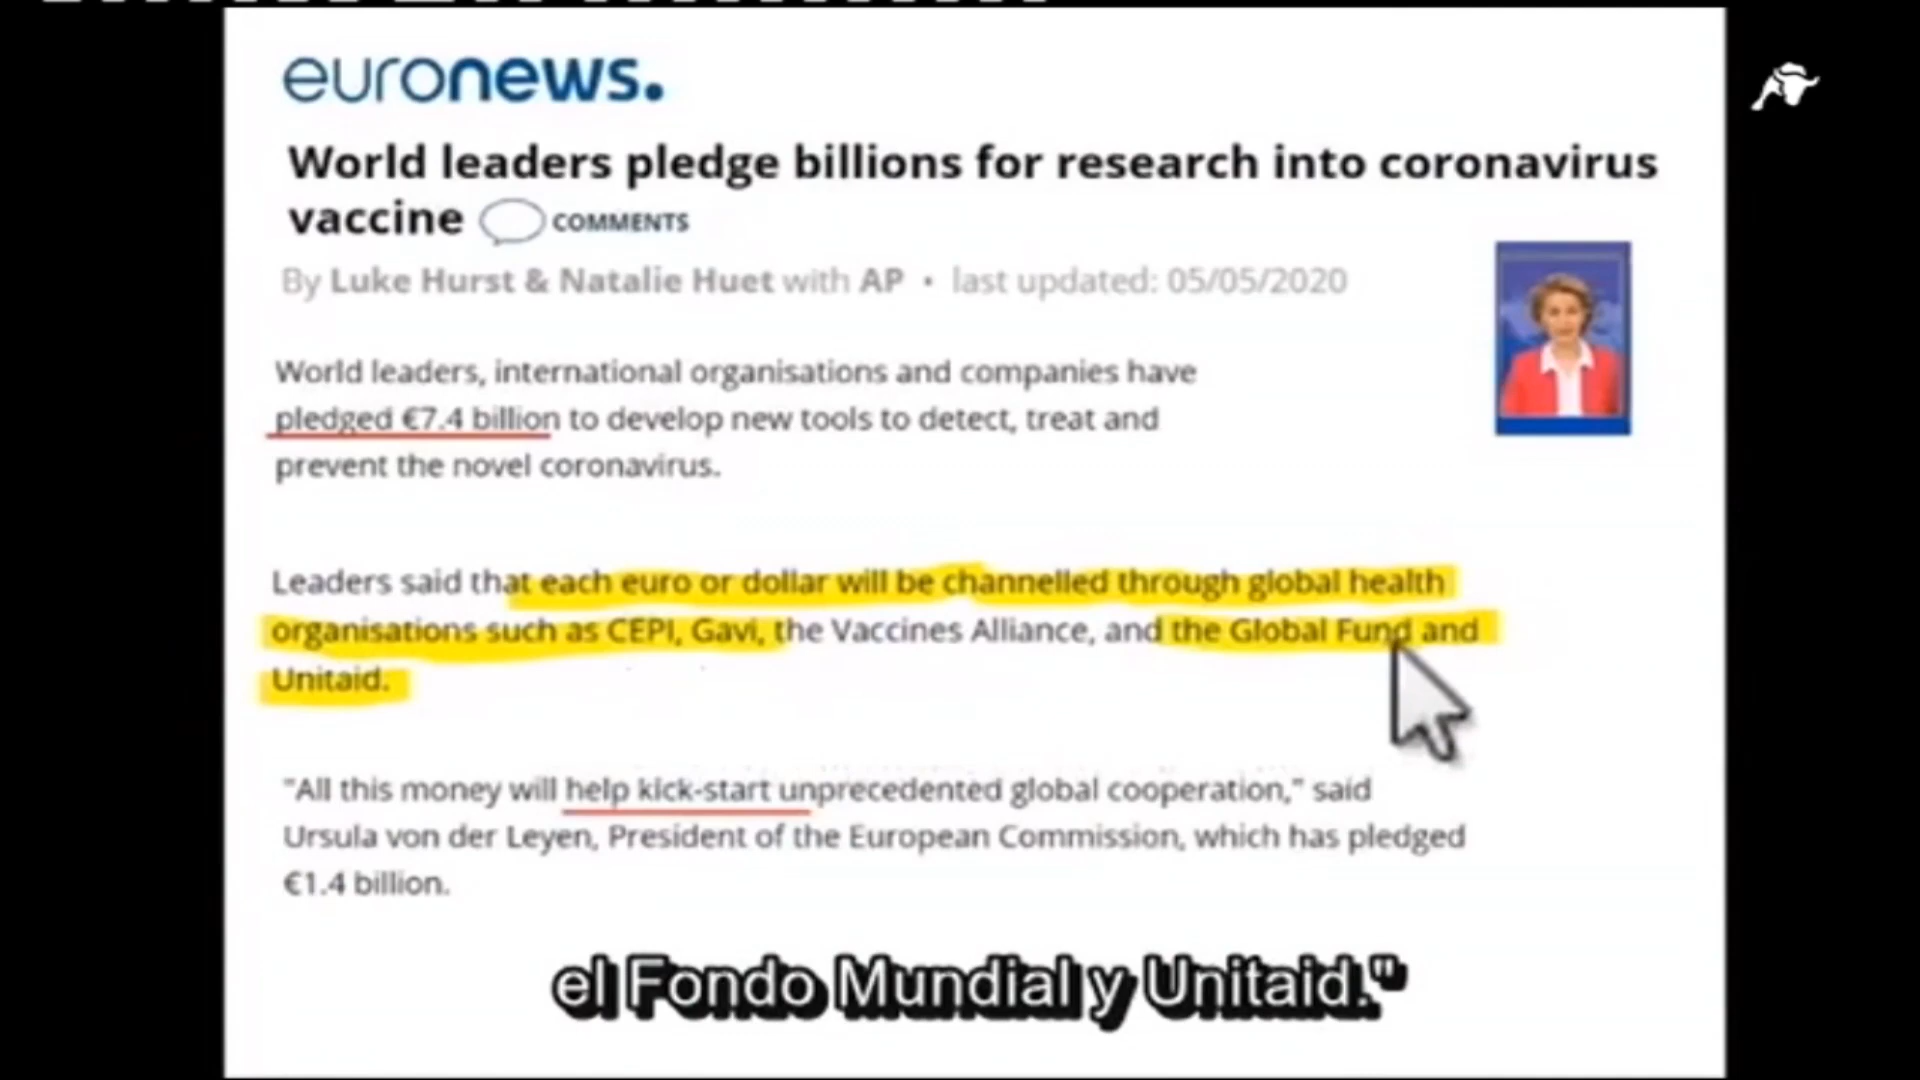 euronews.
World leaders pledge billions for research into coronavirus
vaccine COMMENTS
By Luke Hurst & Natalie Huet with AP • last updated: 05/05/2020
World leaders, international organisations and companies have
pledged €7.4 billion to develop new tools to detect, treat and
prevent the novel coronavirus.
Leaders said that each euro or dollar will be channelled through global health
organisations such as CEPI, Gavi, the Vaccines Alliance, and the Global Fund and
Unitaid.
"All this money will help kick-start unprecedented global cooperation," said
Ursula von der Leyen, President of the European Commission, which has pledged
€1.4 billion.
el Fondo Mundial y Unitaid."